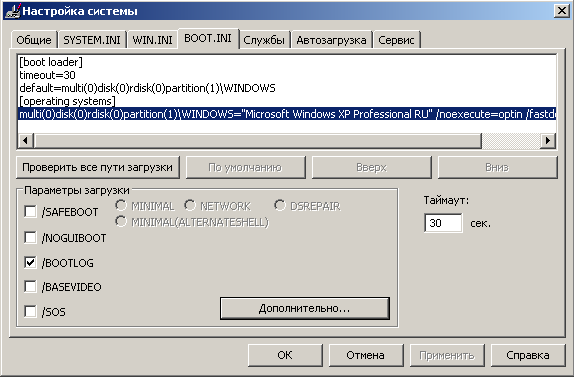 Настройка системы
Общие SYSTEM.INI WIN.INI BOOT.INI Службы Автозагрузка Сервис
[boot loader]
timeout=30
default=multi(0)disk(0)rdisk(0)partition(1)\WINDOWS
[operating systems]
multi(0)disk(0)rdisk(0)partition(1)\WINDOWS="Microsoft Windows XP Professional RU" /noexecute=optin /fastde
Проверить все пути загрузки По умолчанию Вверх Вниз
Параметры загрузки
/SAFEBOOT MINIMAL NETWORK DSREPAIR
MINIMAL(ALTERNATESHELL)
/NOGUIBOOT
/BOOTLOG
/BASEVIDEO
/SOS
Дополнительно...
Таймаут:
30 сек.
OK Отмена Применить Справка